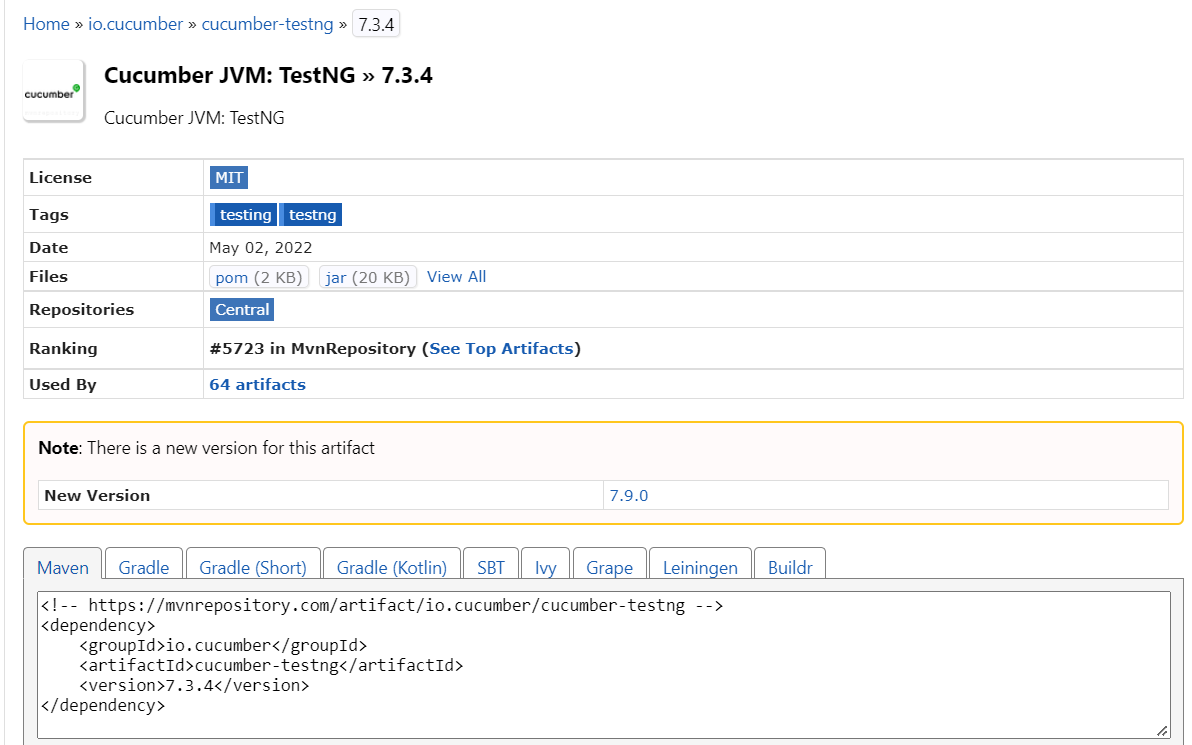 Home » io.cucumber » cucumber-testng » 7.3.4
cucumber
Cucumber JVM: TestNG » 7.3.4
Cucumber JVM: TestNG
License MIT
Tags testing testng
Date May 02, 2022
Files pom (2 KB) jar (20 KB) View All
Repositories Central
Ranking #5723 in MvnRepository (See Top Artifacts)
Used By 64 artifacts
Note: There is a new version for this artifact
New Version 7.9.0
Maven Gradle Gradle (Short) Gradle (Kotlin) SBT Ivy Grape Leiningen Buildr
<!-- https://mvnrepository.com/artifact/io.cucumber/cucumber-testng -->
<dependency>
    <groupId>io.cucumber</groupId>
    <artifactId>cucumber-testng</artifactId>
    <version>7.3.4</version>
</dependency>